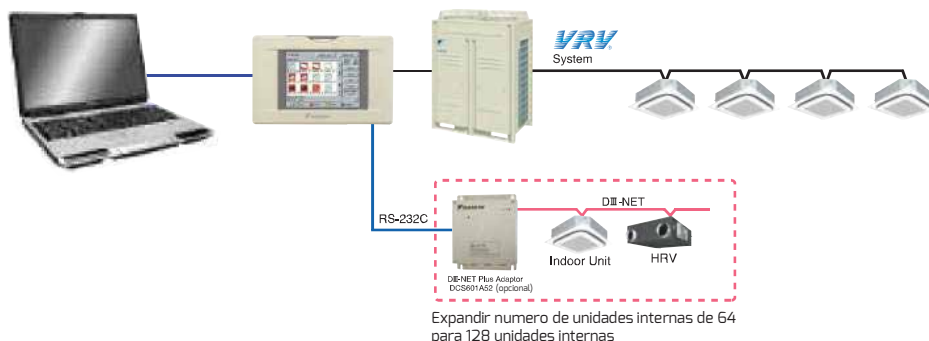 VRV
System
RS-232C
DⅢ-NET
Indoor Unit
HRV
DAIKIN
DⅢ-NET Plus Adaptor
DCS601A52 (opcional)
Expandir numero de unidades internas de 64
para 128 unidades internas